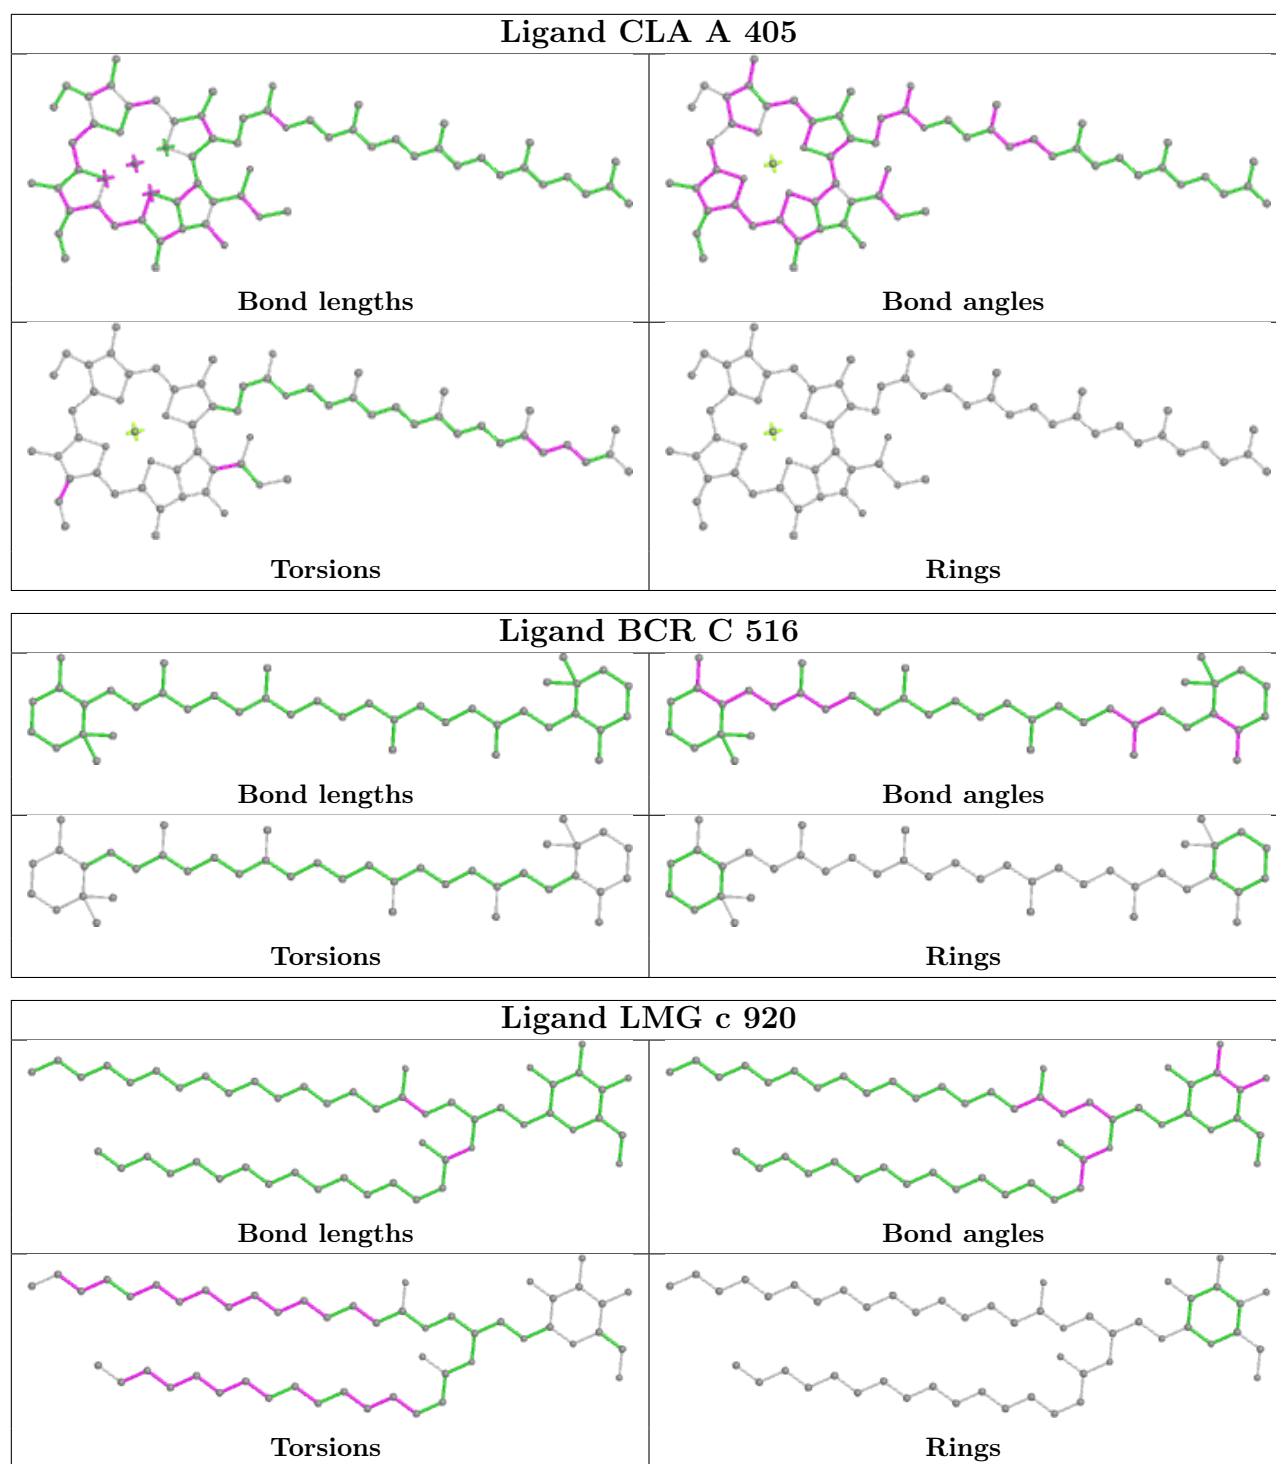 Ligand CLA A 405
Bond lengths
Bond angles
Torsions
Rings
Ligand BCR C 516
Bond lengths
Bond angles
Torsions
Rings
Ligand LMG c 920
Bond lengths
Bond angles
Torsions
Rings